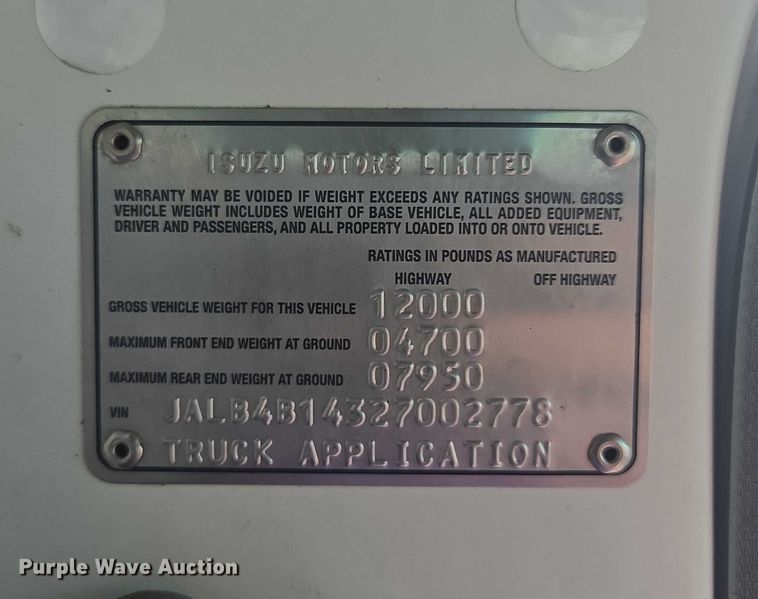 ISUZU MOTORS LIMITED
WARRANTY MAY BE VOIDED IF WEIGHT EXCEEDS ANY RATINGS SHOWN. GROSS
VEHICLE WEIGHT INCLUDES WEIGHT OF BASE VEHICLE, ALL ADDED EQUIPMENT,
DRIVER AND PASSENGERS, AND ALL PROPERTY LOADED INTO OR ONTO VEHICLE.
RATINGS IN POUNDS AS MANUFACTURED
HIGHWAY OFF HIGHWAY
GROSS VEHICLE WEIGHT FOR THIS VEHICLE 12000
MAXIMUM FRONT END WEIGHT AT GROUND 04700
MAXIMUM REAR END WEIGHT AT GROUND 07950
VIN JALB4B14327002778
TRUCK APPLICATION
Purple Wave Auction